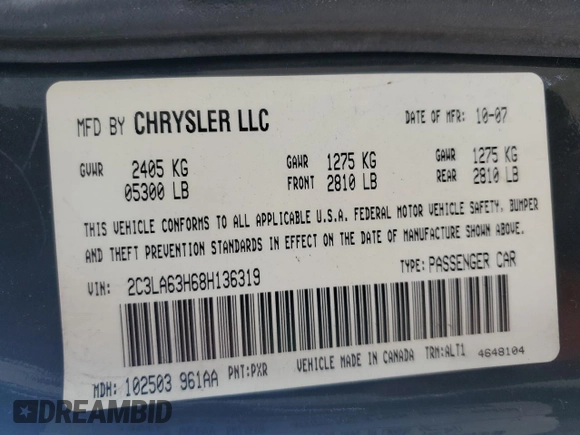 MFD BY CHRYSLER LLC DATE OF MFR: 10-07
GVWR 2405 KG GAWR 1275 KG GAWR 1275 KG
05300 LB FRONT 2810 LB REAR 2810 LB
THIS VEHICLE CONFORMS TO ALL APPLICABLE U.S.A. FEDERAL MOTOR VEHICLE SAFETY, BUMPER
AND THEFT PREVENTION STANDARDS IN EFFECT ON THE DATE OF MANUFACTURE SHOWN ABOVE.
VIN: 2C3LA63H68H136319 TYPE: PASSENGER CAR
MDH: 102503 961AA PNT: PXR VEHICLE MADE IN CANADA TRM: ALT1 4648104
DREAMBID